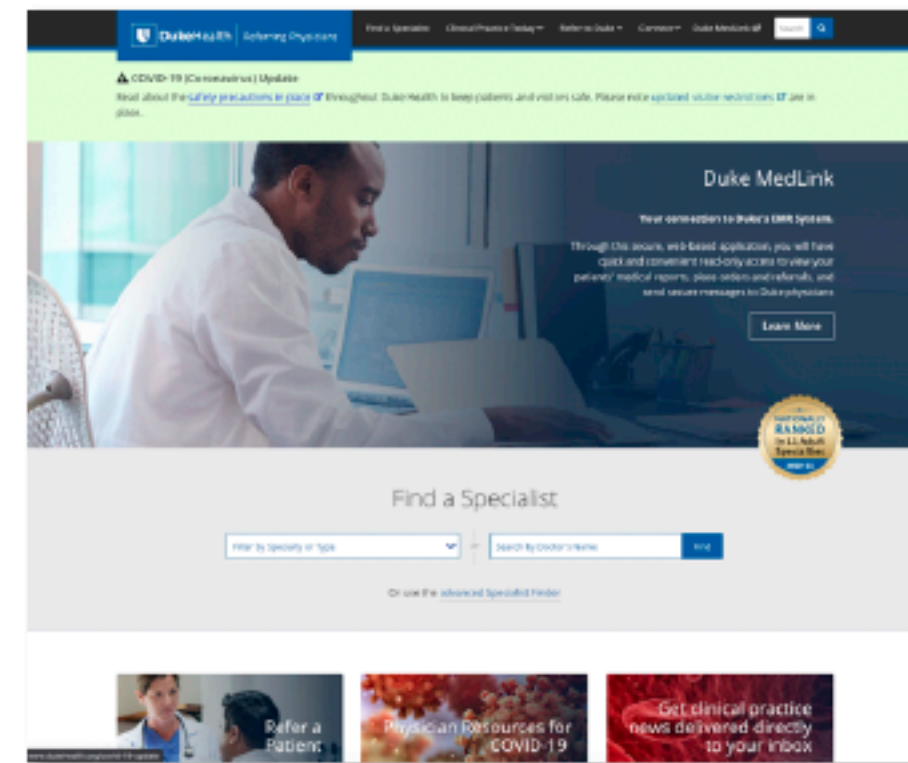 DukeHealth | Referring Physicians
Find a Specialist Clinical Practice Today Refer to Duke Connect Duke MedLink Search
COVID-19 (Coronavirus) Update
Read about the safety precautions in place throughout Duke Health to keep patients and visitors safe. Please note updated visitor restrictions are in
place.
Duke MedLink
Your connection to Duke's EMR System.
Through this secure, web-based application, you will have
quick and convenient read-only access to view your
patients' medical reports, place orders and referrals, and
send secure messages to Duke physicians
Learn More
NATIONALLY
RANKED
in 11 Adult
Specialties
Find a Specialist
Filter by Specialty or Type
or
Search By Doctor's Name
Find
Or use the advanced Specialist Finder
Refer a
Patient
Physician Resources for
COVID-19
Get clinical practice
news delivered directly
to your inbox